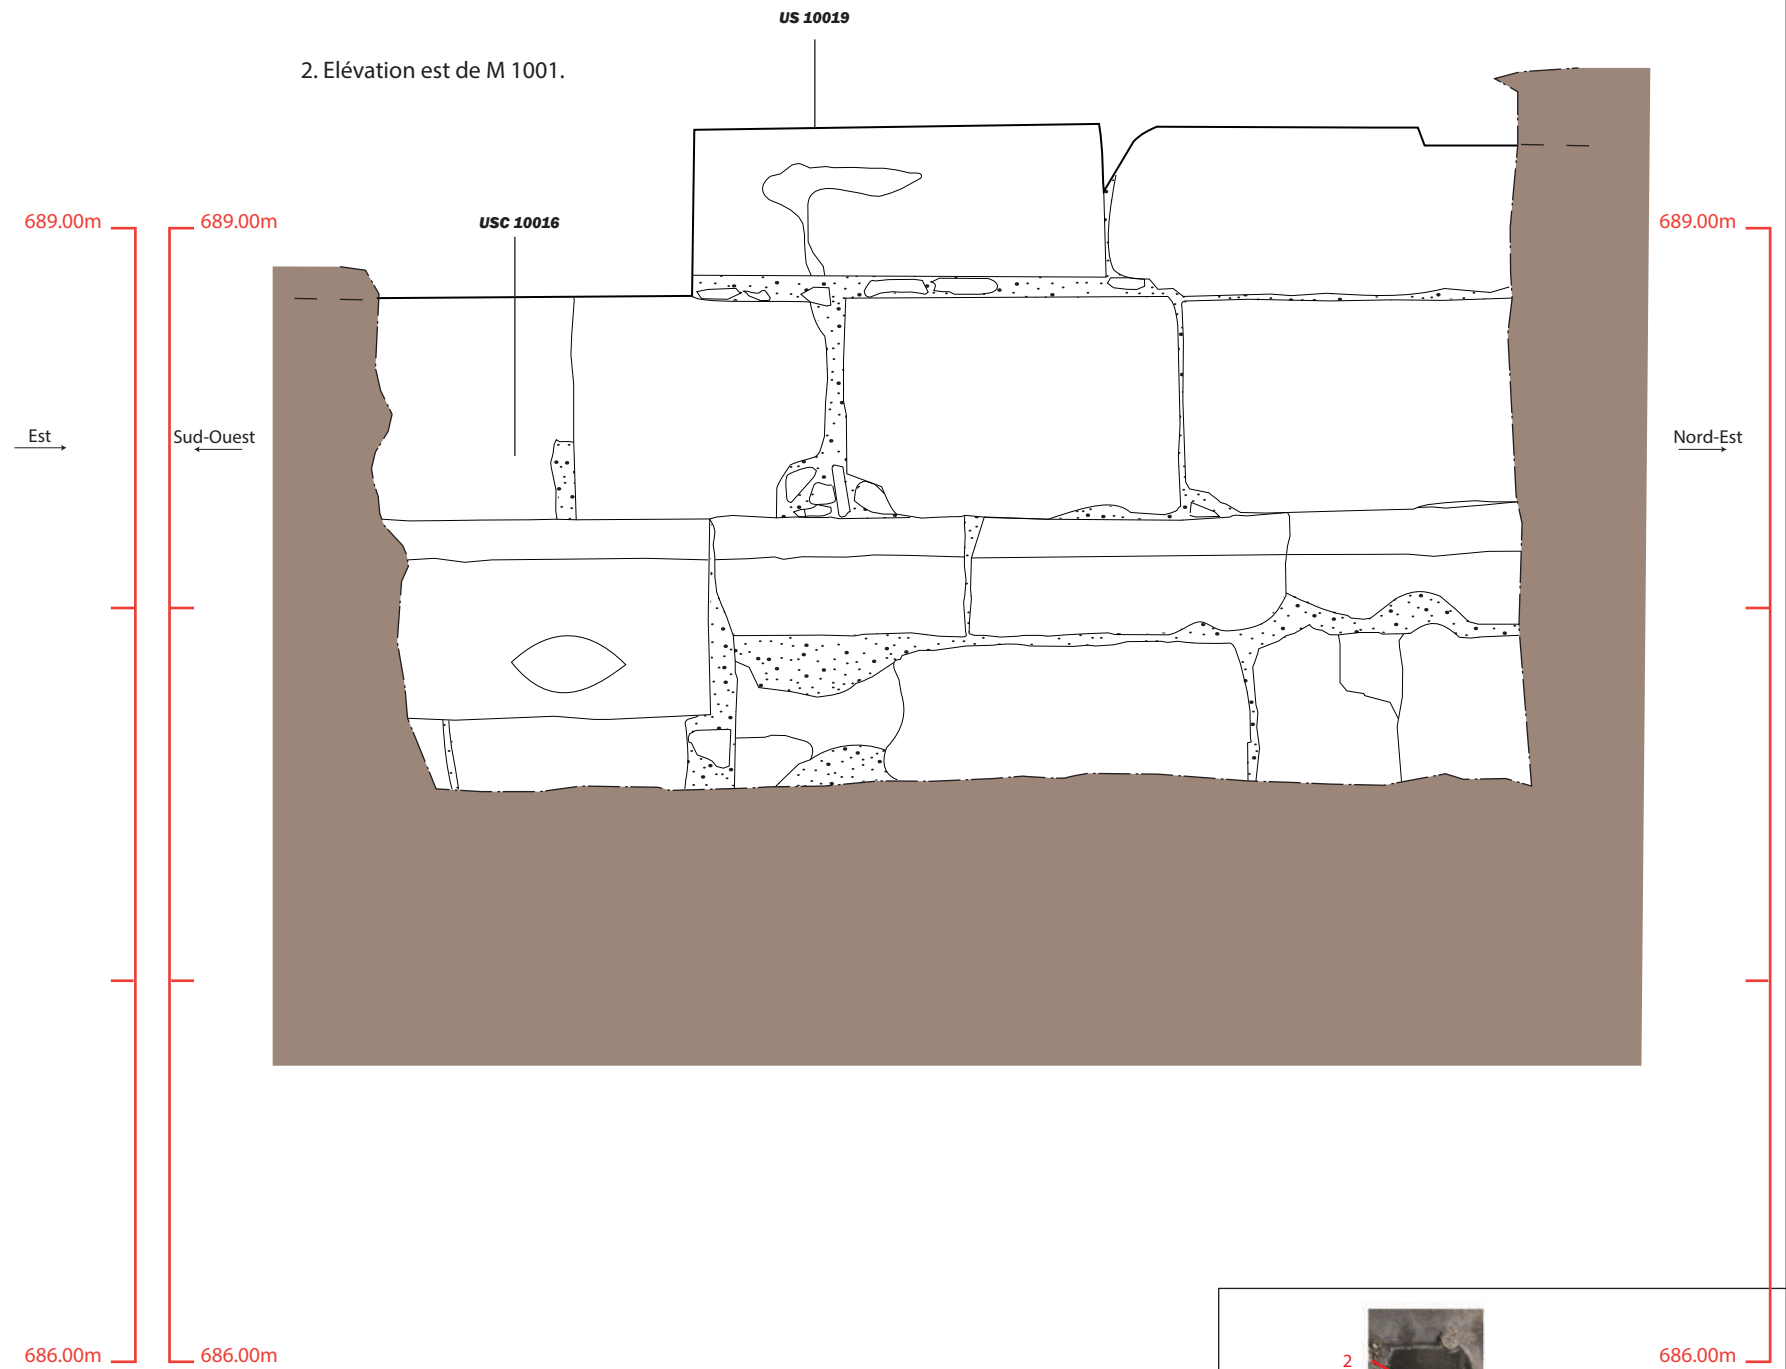 US 10019
2. Elévation est de M 1001.
689.00m
689.00m
USC 10016
689.00m
Est
Sud-Ouest
Nord-Est
2
686.00m
686.00m
686.00m